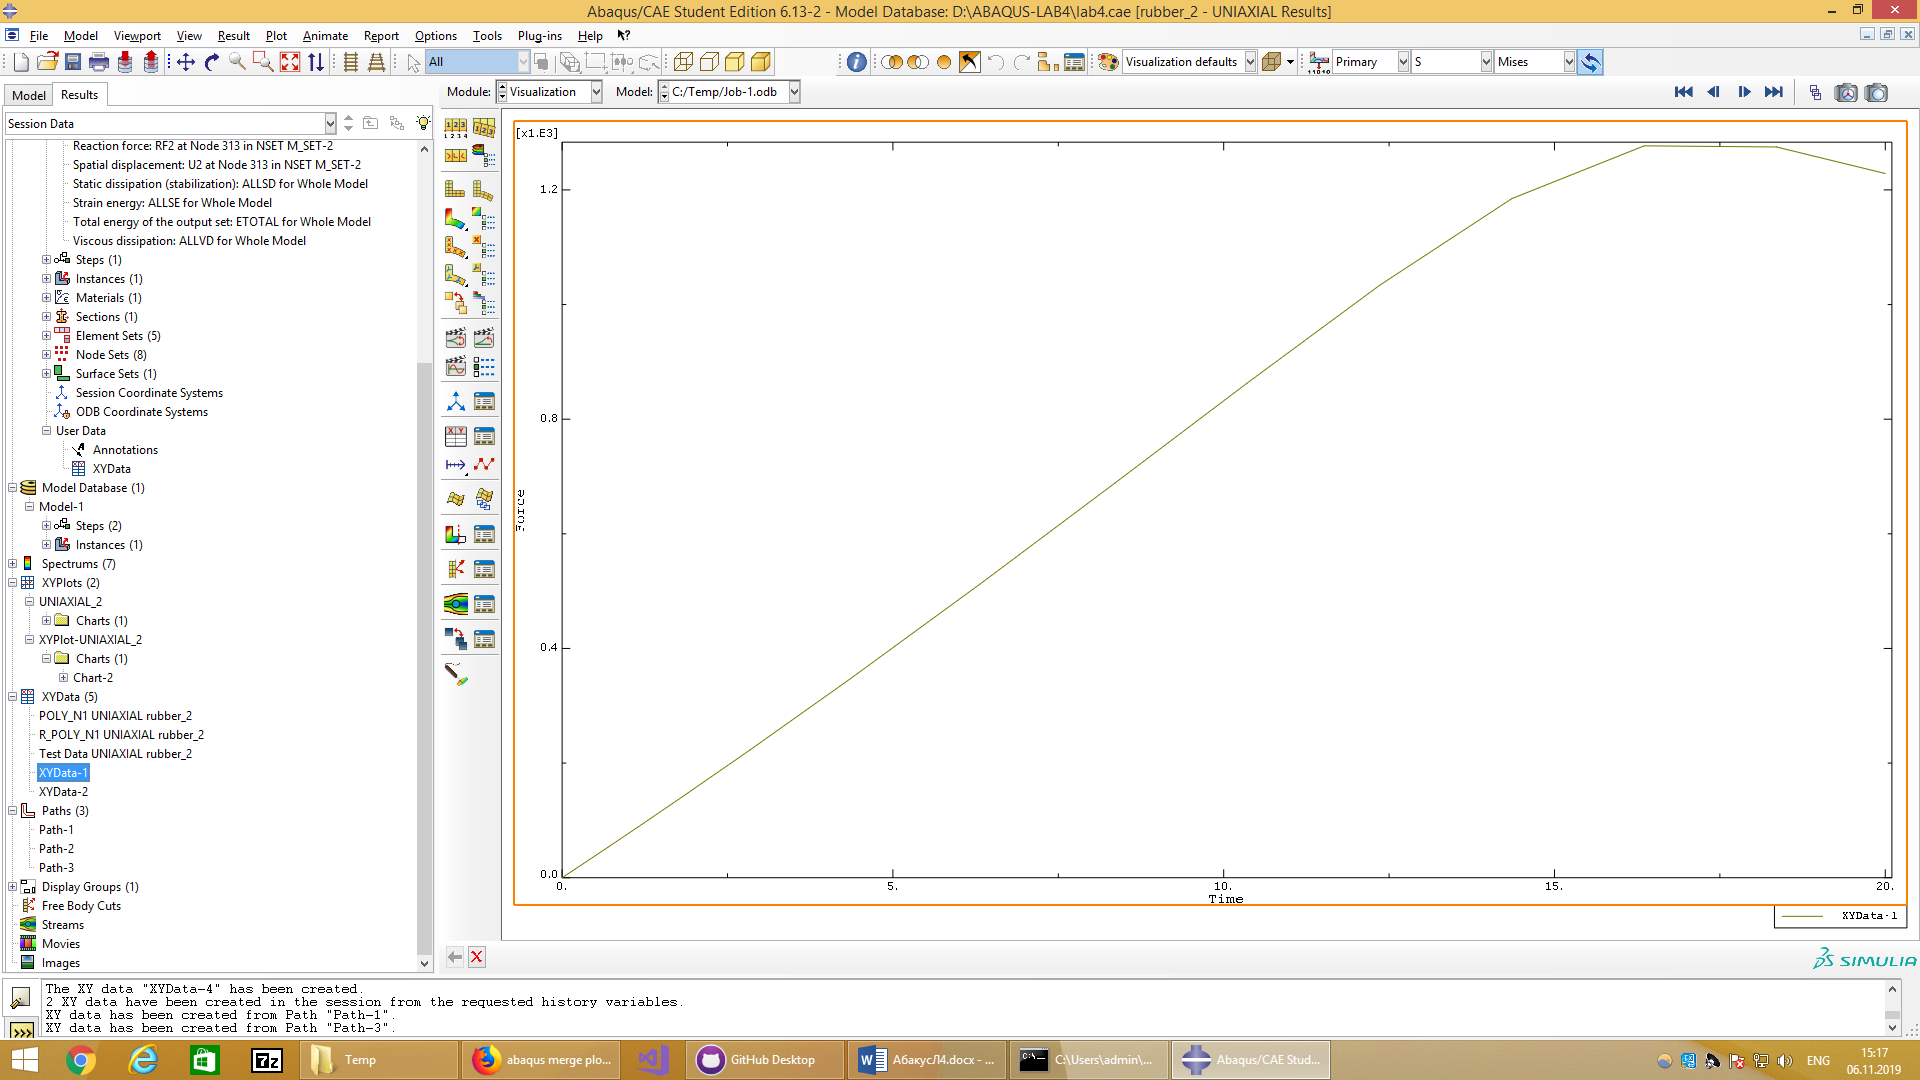 Abaqus/CAE Student Edition 6.13-2 - Model Database: D:\ABAQUS-LAB4\lab4.cae [rubber_2 - UNIAXIAL Results]
File Model Viewport View Result Plot Animate Report Options Tools Plug-ins Help
All Visualization defaults Primary S Mises
Model Results Module: Visualization Model: C:/Temp/Job-1.odb
Session Data
Reaction force: RF2 at Node 313 in NSET M_SET-2
Spatial displacement: U2 at Node 313 in NSET M_SET-2
Static dissipation (stabilization): ALLSD for Whole Model
Strain energy: ALLSE for Whole Model
Total energy of the output set: ETOTAL for Whole Model
Viscous dissipation: ALLVD for Whole Model
Steps (1)
Instances (1)
Materials (1)
Sections (1)
Element Sets (5)
Node Sets (8)
Surface Sets (1)
Session Coordinate Systems
ODB Coordinate Systems
User Data
Annotations
XYData
Model Database (1)
Model-1
Steps (2)
Instances (1)
Spectrums (7)
XYPlots (2)
UNIAXIAL_2
Charts (1)
XYPlot-UNIAXIAL_2
Charts (1)
Chart-2
XYData (5)
POLY_N1 UNIAXIAL rubber_2
R_POLY_N1 UNIAXIAL rubber_2
Test Data UNIAXIAL rubber_2
XYData-1
XYData-2
Paths (3)
Path-1
Path-2
Path-3
Display Groups (1)
Free Body Cuts
Streams
Movies
Images
[x1.E3]
1.2
0.8
0.4
0.0
Force
0. 5. 10. 15. 20.
Time
XYData-1
SIMULIA
The XY data "XYData-4" has been created.
2 XY data have been created in the session from the requested history variables.
XY data has been created from Path "Path-1".
XY data has been created from Path "Path-3".
Temp
abaqus merge plo...
GitHub Desktop
АбакусЛ4.docx - ...
C:\Users\admin\...
Abaqus/CAE Stud...
ENG
15:17
06.11.2019